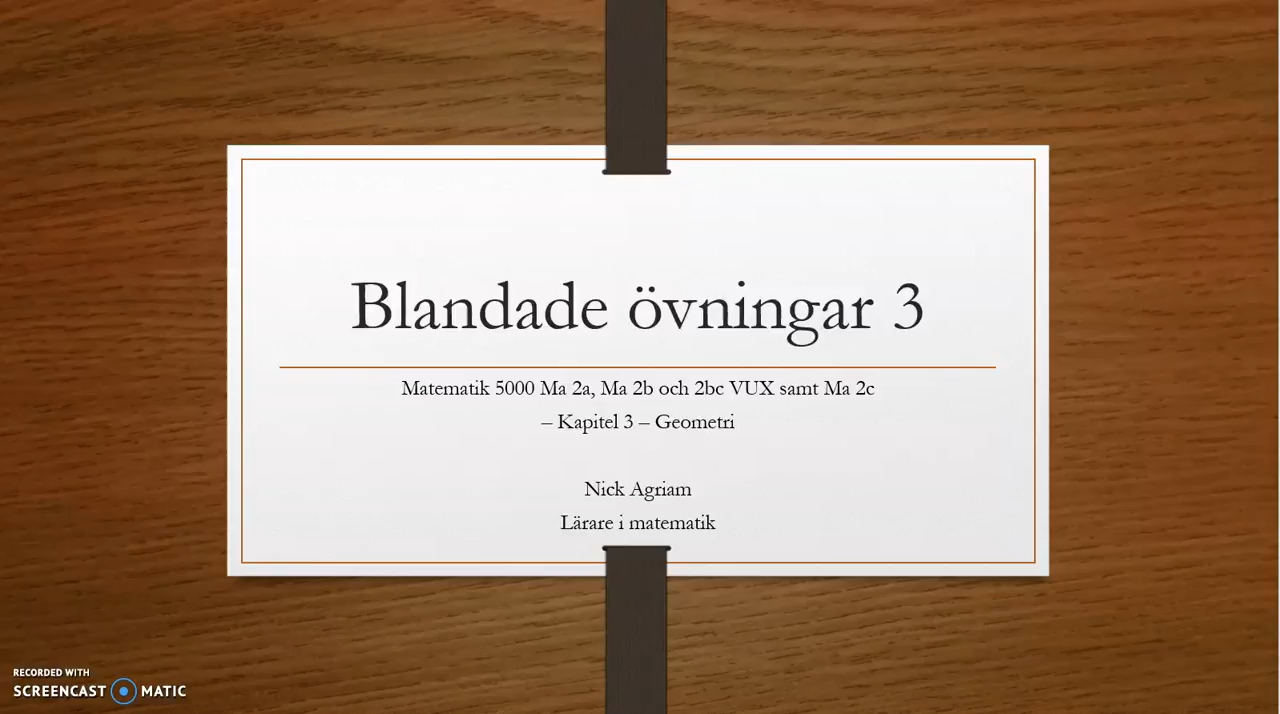 Blandade övningar 3
Matematik 5000 Ma 2a, Ma 2b och 2bc VUX samt Ma 2c
– Kapitel 3 – Geometri
Nick Agriam
Lärare i matematik
RECORDED WITH
SCREENCAST MATIC